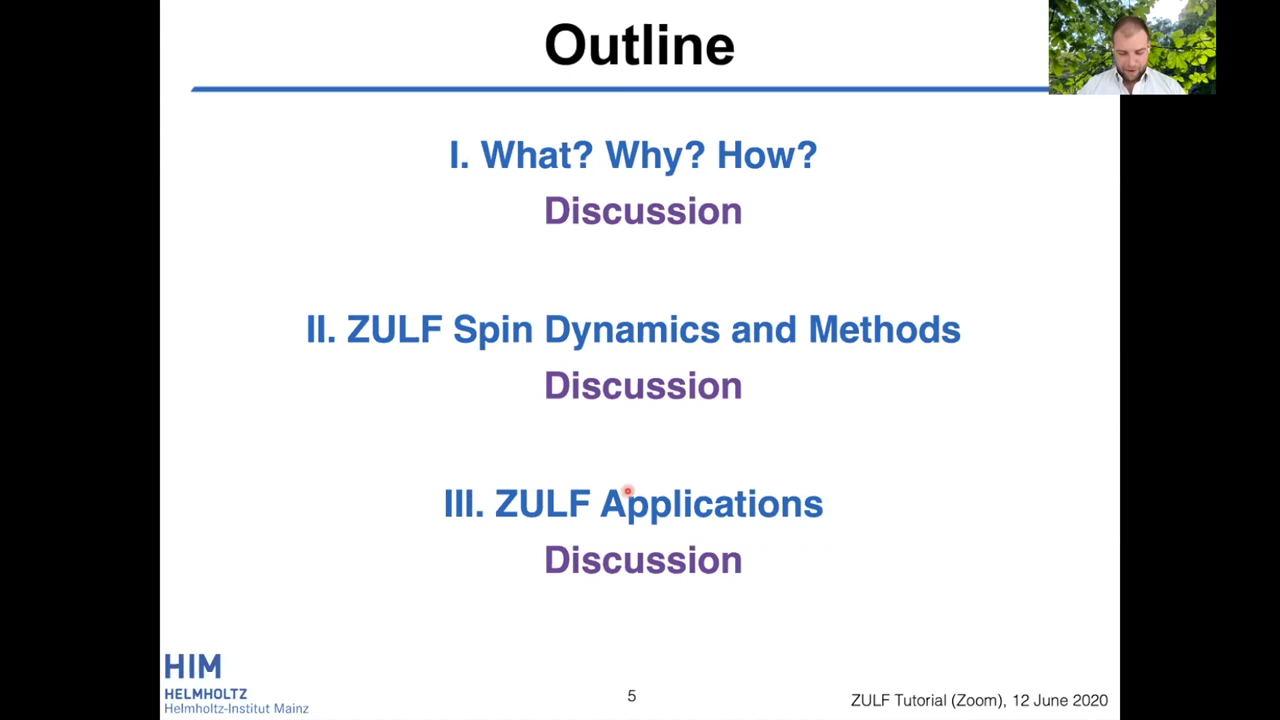 Outline
I. What? Why? How?
Discussion
II. ZULF Spin Dynamics and Methods
Discussion
III. ZULF Applications
Discussion
HIM
HELMHOLTZ
Helmholtz-Institut Mainz
5
ZULF Tutorial (Zoom), 12 June 2020